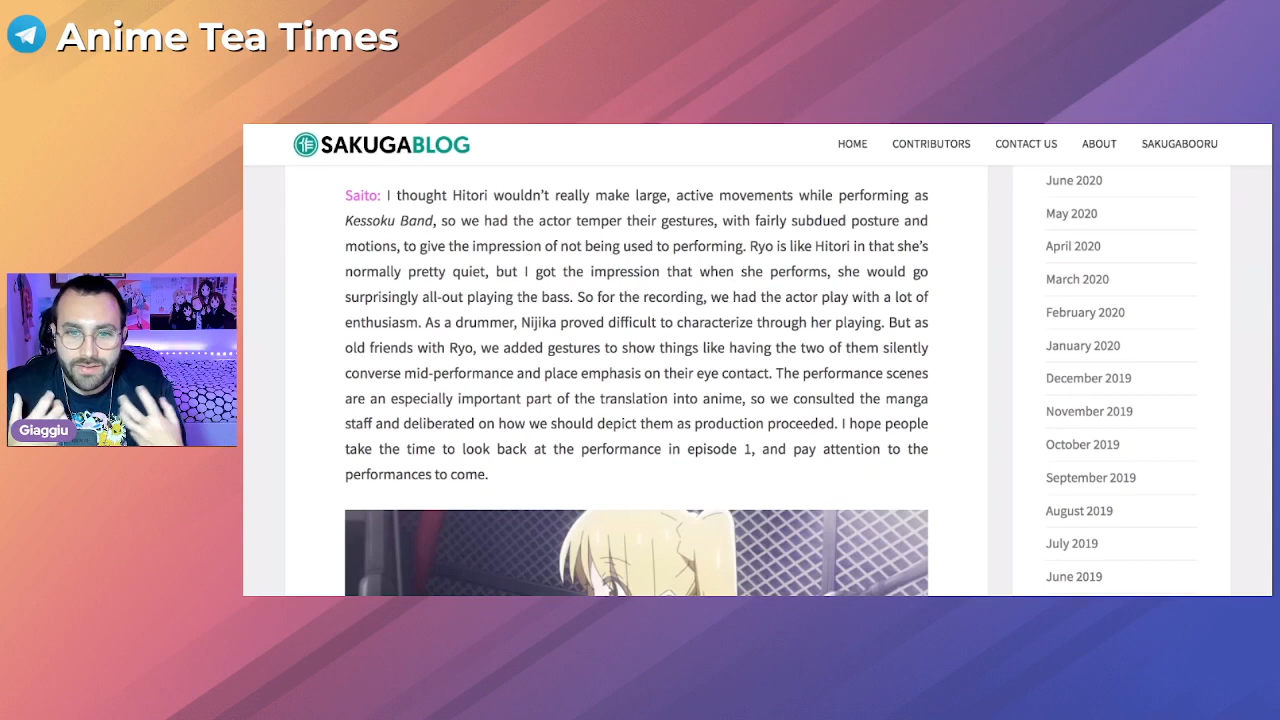 Anime Tea Times
SAKUGABLOG
HOME
CONTRIBUTORS
CONTACT US
ABOUT
SAKUGABOORU
Saito: I thought Hitori wouldn't really make large, active movements while performing as
Kessoku Band, so we had the actor temper their gestures, with fairly subdued posture and
motions, to give the impression of not being used to performing. Ryo is like Hitori in that she's
normally pretty quiet, but I got the impression that when she performs, she would go
surprisingly all-out playing the bass. So for the recording, we had the actor play with a lot of
enthusiasm. As a drummer, Nijika proved difficult to characterize through her playing. But as
old friends with Ryo, we added gestures to show things like having the two of them silently
converse mid-performance and place emphasis on their eye contact. The performance scenes
are an especially important part of the translation into anime, so we consulted the manga
staff and deliberated on how we should depict them as production proceeded. I hope people
take the time to look back at the performance in episode 1, and pay attention to the
performances to come.
June 2020
May 2020
April 2020
March 2020
February 2020
January 2020
December 2019
November 2019
October 2019
September 2019
August 2019
July 2019
June 2019
Giaggiu